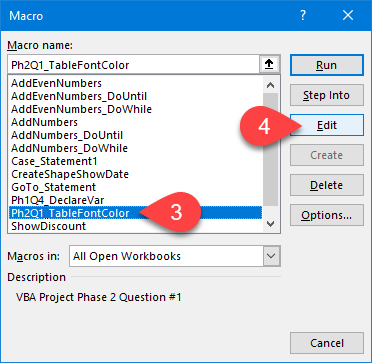 Macro
Macro name:
Ph2Q1_TableFontColor
Run
AddEvenNumbers
AddEvenNumbers_DoUntil
AddEvenNumbers_DoWhile
AddNumbers
AddNumbers_DoUntil
AddNumbers_DoWhile
Case_Statement1
CreateShapeShowDate
GoTo_Statement
Ph1Q4_DeclareVar
Ph2Q1_TableFontColor
ShowDiscount
3
Step Into
4
Edit
Create
Delete
Options...
Macros in:
All Open Workbooks
Description
VBA Project Phase 2 Question #1
Cancel